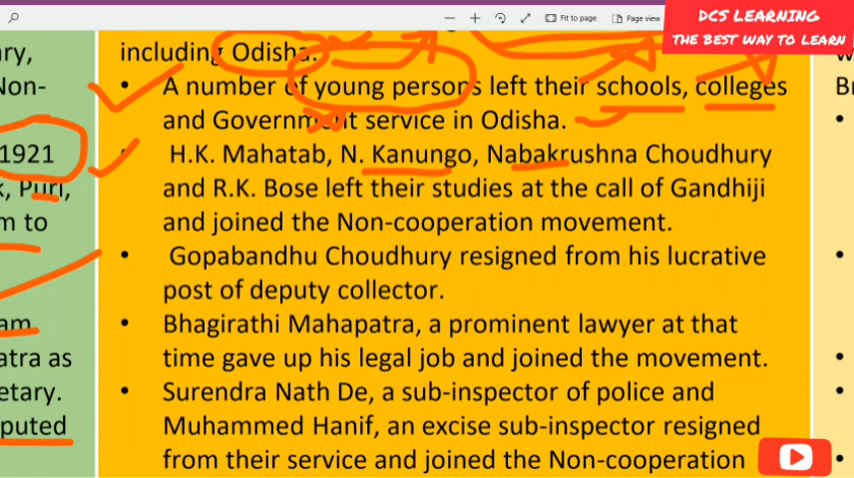 Fit to page
Page view
DCS LEARNING
THE BEST WAY TO LEARN
ary,
Non-
1921
k, Puri,
m to
am
atra as
etary.
puted
including Odisha.
• A number of young persons left their schools, colleges
and Government service in Odisha.
• H.K. Mahatab, N. Kanungo, Nabakrushna Choudhury
and R.K. Bose left their studies at the call of Gandhiji
and joined the Non-cooperation movement.
• Gopabandhu Choudhury resigned from his lucrative
post of deputy collector.
• Bhagirathi Mahapatra, a prominent lawyer at that
time gave up his legal job and joined the movement.
• Surendra Nath De, a sub-inspector of police and
Muhammed Hanif, an excise sub-inspector resigned
from their service and joined the Non-cooperation
Br